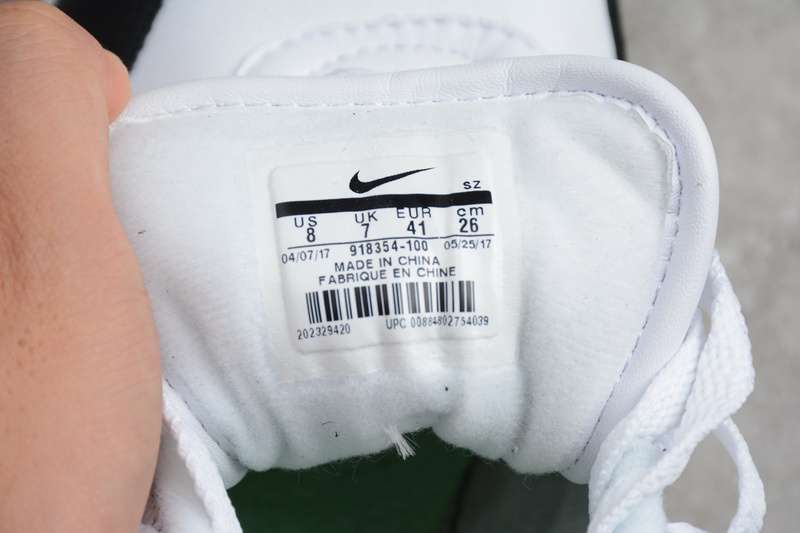 SZ
US UK EUR cm
8 7 41 26
04/07/17 918354-100 05/25/17
MADE IN CHINA
FABRIQUE EN CHINE
202329420 UPC 00884802754039